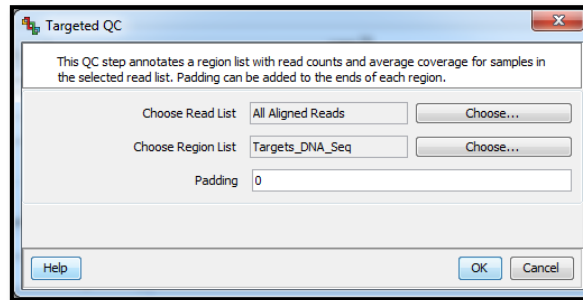 Targeted QC
This QC step annotates a region list with read counts and average coverage for samples in
the selected read list. Padding can be added to the ends of each region.
Choose Read List All Aligned Reads Choose...
Choose Region List Targets_DNA_Seq Choose...
Padding 0
Help OK Cancel